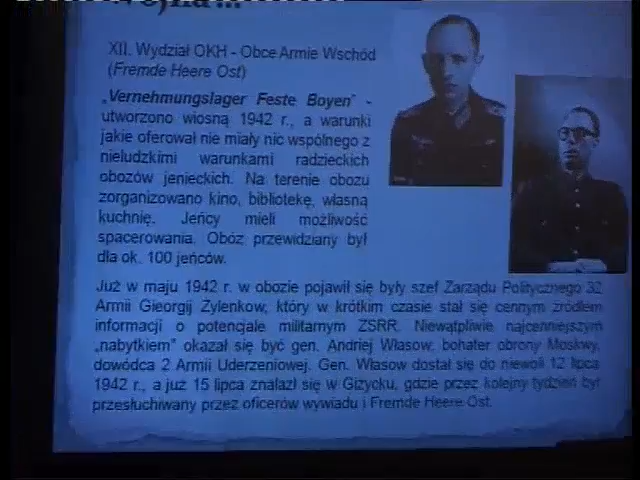 XII. Wydział OKH - Obce Armie Wschód
(Fremde Heere Ost)
„Vernehmungslager Feste Boyen" -
utworzono wiosną 1942 r., a warunki
jakie oferował nie miały nic wspólnego z
nieludzkimi warunkami radzieckich
obozów jenieckich. Na terenie obozu
zorganizowano kino, bibliotekę, własną
kuchnię. Jeńcy mieli możliwość
spacerowania. Obóz przewidziany był
dla ok. 100 jeńców.
Już w maju 1942 r. w obozie pojawił się były szef Zarządu Politycznego 32
Armii Gieorgij Żylenkow, który w krótkim czasie stał się cennym źródłem
informacji o potencjale militarnym ZSRR. Niewątpliwie najcenniejszym
„nabytkiem" okazał się być gen. Andriej Własow, bohater obrony Moskwy,
dowódca 2 Armii Uderzeniowej. Gen. Własow dostał się do niewoli 12 lipca
1942 r., a już 15 lipca znalazł się w Giżycku, gdzie przez kolejny tydzień był
przesłuchiwany przez oficerów wywiadu i Fremde Heere Ost.